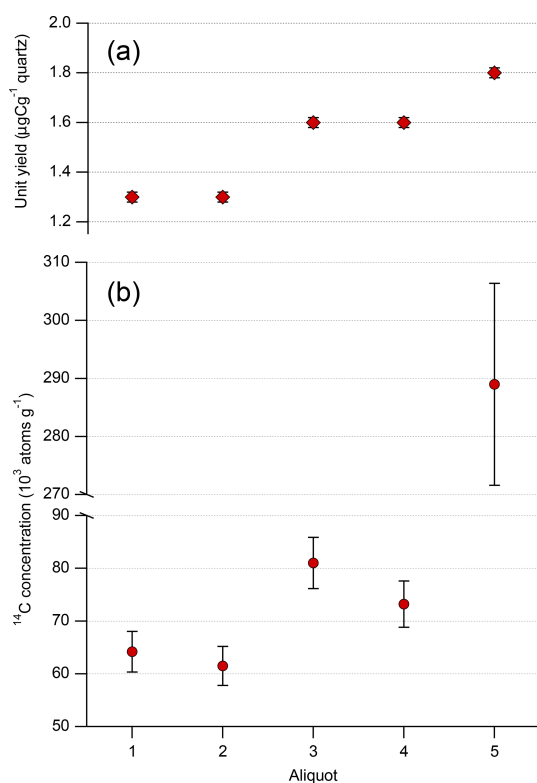 2.0
(a)
1.8
1.6
1.4
1.2
Unit yield (µgCg⁻¹ quartz)
310
(b)
300
290
280
270
90
80
70
60
50
¹⁴C concentration (10³ atoms g⁻¹)
1 2 3 4 5
Aliquot